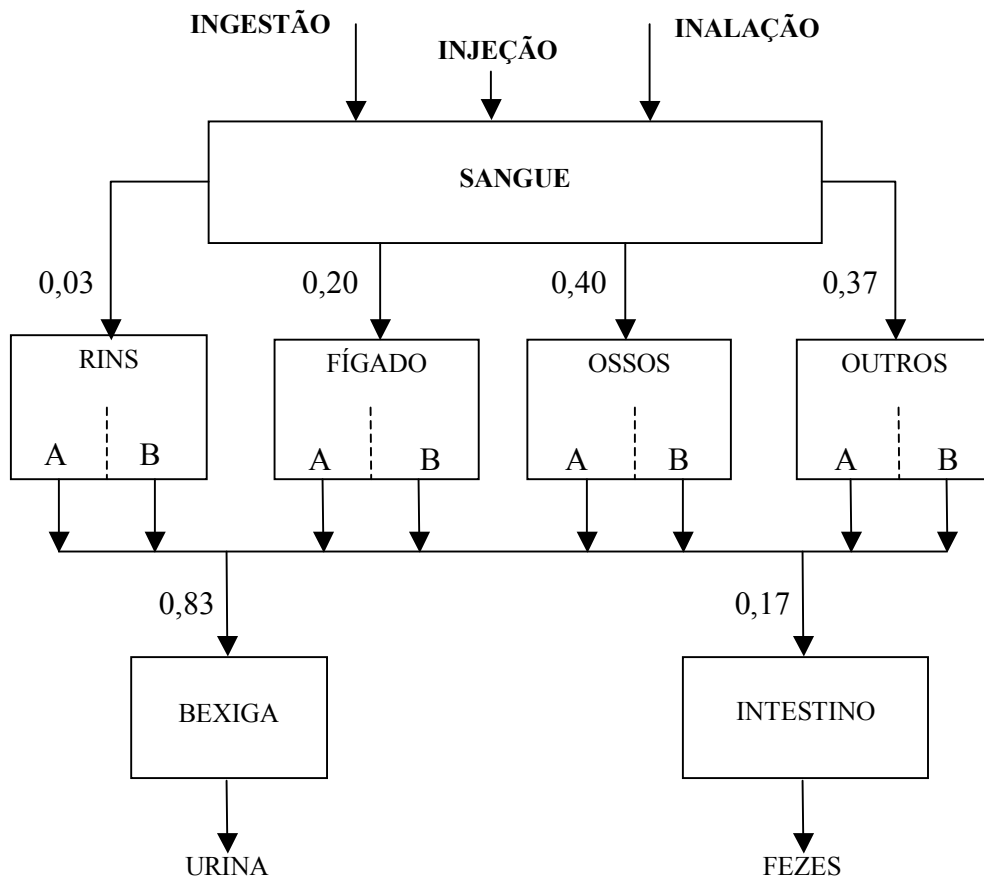 INGESTÃO
INJEÇÃO
INALAÇÃO
SANGUE
0,03
0,20
0,40
0,37
RINS
FÍGADO
OSSOS
OUTROS
A B
A B
A B
A B
0,83
0,17
BEXIGA
INTESTINO
URINA
FEZES